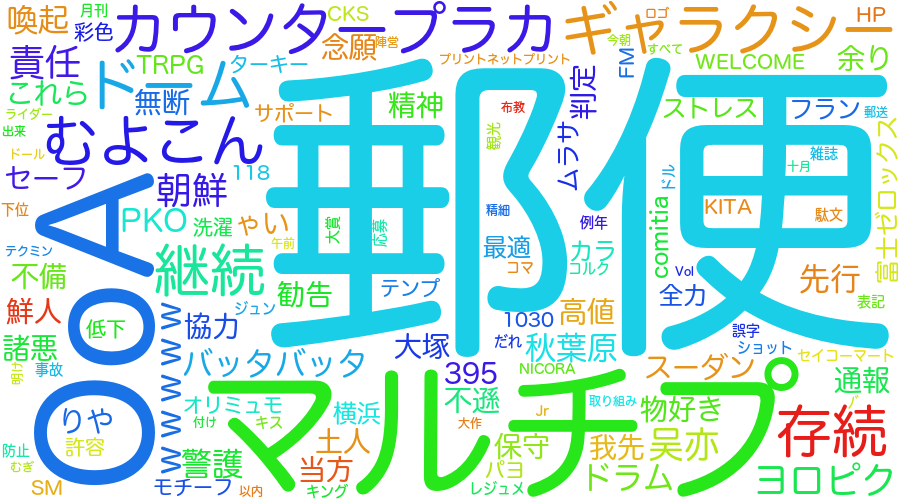 喚起
月刊
彩色
カウンタープラカ
CKS
念願
陣営
ギャラクシー
ロゴ
HP
今朝
すべて
プリントネットプリント
FM
WELCOME
余り
責任
TRPG
ターキー
これら
ドーム
無断
サポート
精神
布教
判定
ストレス
フラン
郵送
ライダー
出来
むよこん
郵便
観光
ムラサ
雑誌
十月
ドル
富士ゼロックス
ドール
セーフ
朝鮮
118
下位
OooA
PKO
洗濯
ゃい
大賞
応募
精細
例年
comitia
KITA
駄文
午前
テクミン
最適
カラ
コマ
コルク
Vol
不備
継続
勧告
テンプ
全力
先行
表記
鮮人
低下
wwwww
ジュン
協力
1030
高値
誤字
諸悪
大塚
だれ
秋葉原
ショット
セイコーマート
明け
事故
バッタバッタ
395
NICORA
スーダン
通報
りや
オリミュモ
マルチプ
横浜
不遜
Jr
取り組み
物好き
パ
存続
許容
付け
キス
土人
大作
保守
我先
呉亦
防止
むぎ
警護
当方
パヨ
ドラム
ヨロピク
SM
モチーフ
以内
キング
レジュメ